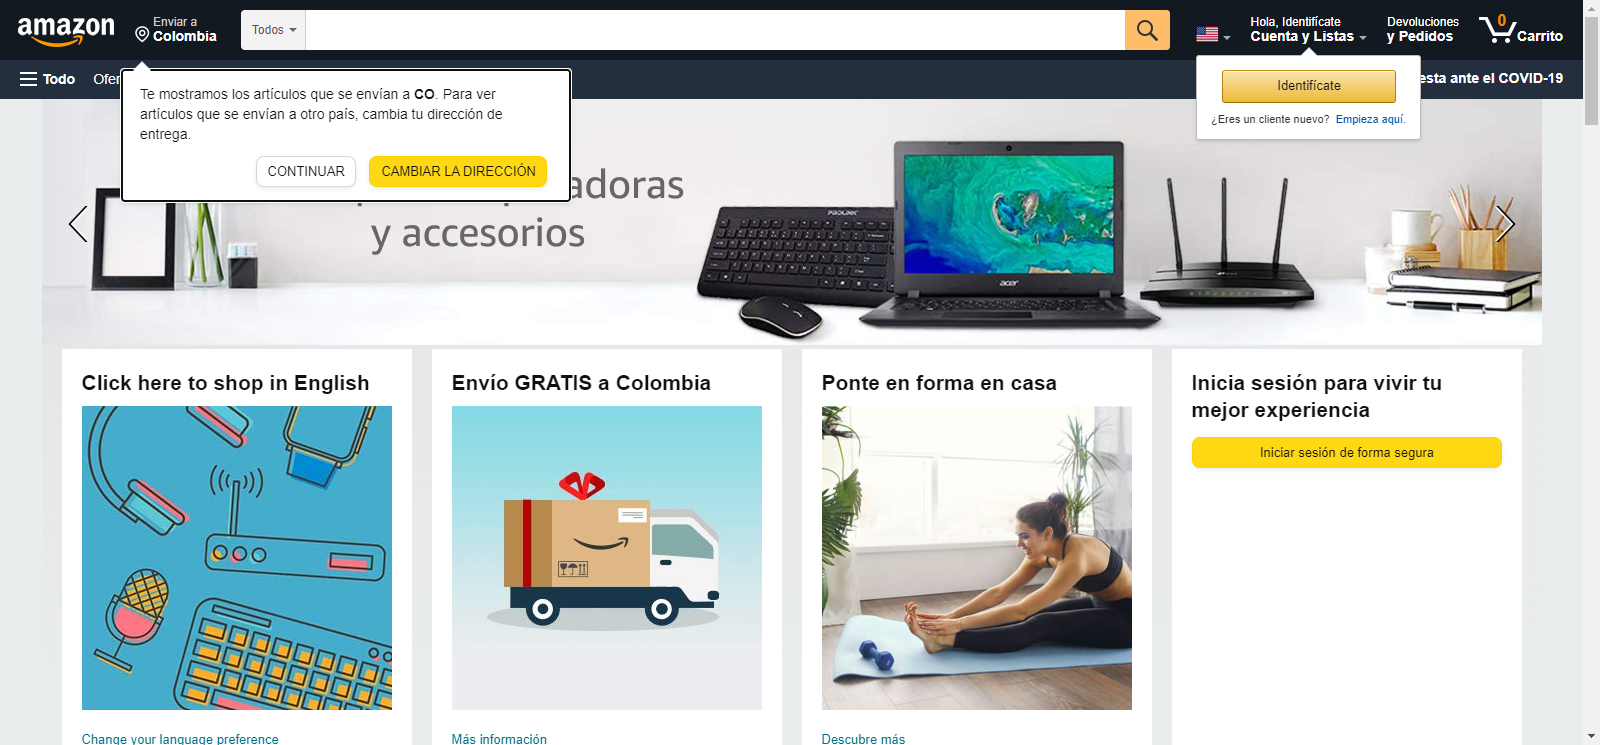 amazon
Enviar a
Colombia
Todos
Hola, Identifícate
Cuenta y Listas
Devoluciones
y Pedidos
0
Carrito
Todo
esta ante el COVID-19
Te mostramos los artículos que se envían a CO. Para ver
artículos que se envían a otro país, cambia tu dirección de
entrega.
CONTINUAR
CAMBIAR LA DIRECCIÓN
Identifícate
¿Eres un cliente nuevo? Empieza aquí.
adoras
y accesorios
PROLINK
acer
Click here to shop in English
Envío GRATIS a Colombia
Ponte en forma en casa
Inicia sesión para vivir tu
mejor experiencia
Iniciar sesión de forma segura
Change your language preference
Más información
Descubre más